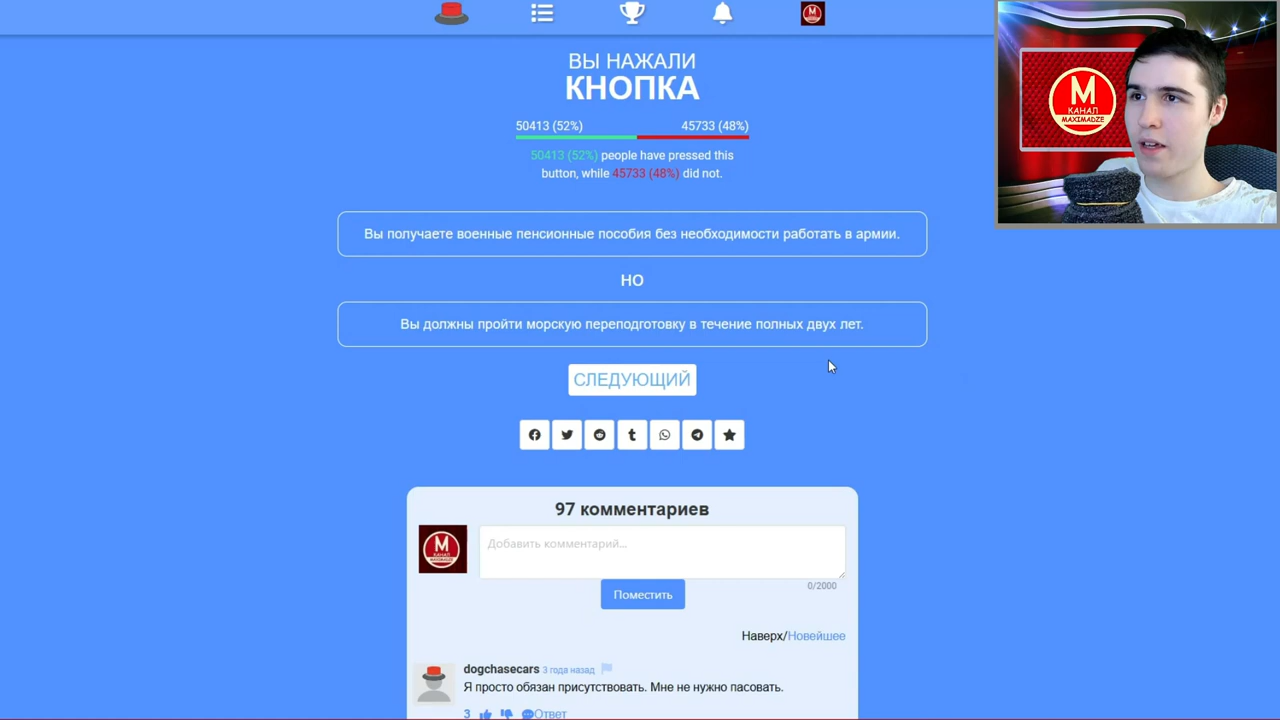 ВЫ НАЖАЛИ
КНОПКА
50413 (52%) 45733 (48%)
50413 (52%) people have pressed this
button, while 45733 (48%) did not.
Вы получаете военные пенсионные пособия без необходимости работать в армии.
НО
Вы должны пройти морскую переподготовку в течение полных двух лет.
СЛЕДУЮЩИЙ
97 комментариев
М
КАНАЛ
MAXIMADZE
Добавить комментарий...
0/2000
Поместить
Наверх/Новейшее
dogchasecars 3 года назад
Я просто обязан присутствовать. Мне не нужно пасовать.
3 Ответ
М
КАНАЛ
MAXIMADZE